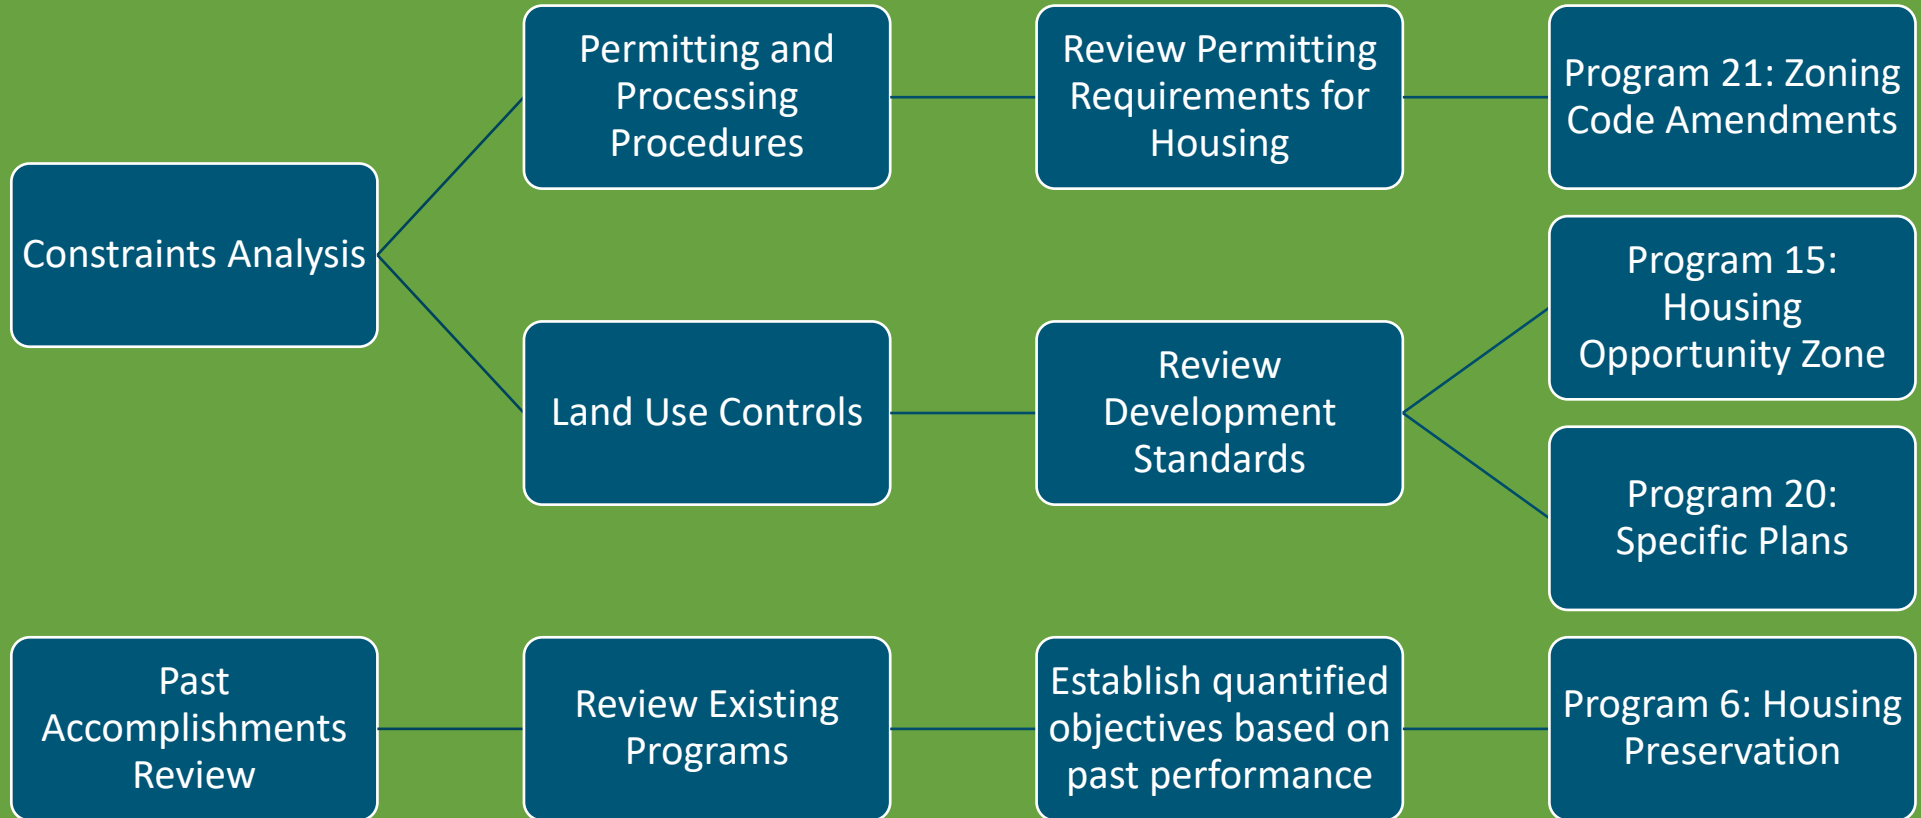 Constraints Analysis
Permitting and
Processing
Procedures
Review Permitting
Requirements for
Housing
Program 21: Zoning
Code Amendments
Land Use Controls
Review
Development
Standards
Program 15:
Housing
Opportunity Zone
Program 20:
Specific Plans
Past
Accomplishments
Review
Review Existing
Programs
Establish quantified
objectives based on
past performance
Program 6: Housing
Preservation